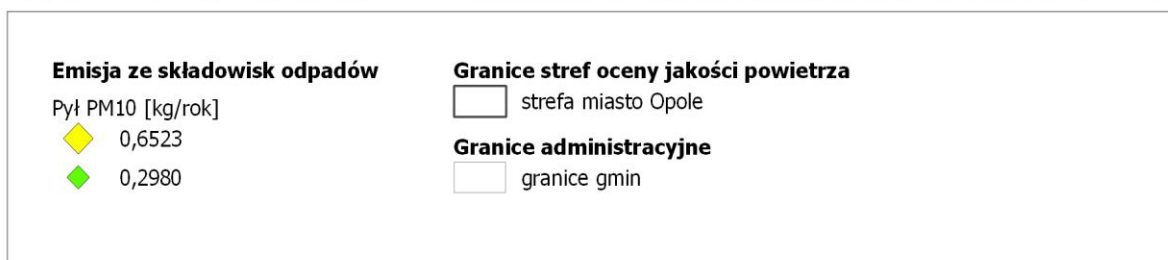 Emisja ze składowisk odpadów
Pył PM10 [kg/rok]
0,6523
0,2980
Granice stref oceny jakości powietrza
strefa miasto Opole
Granice administracyjne
granice gmin